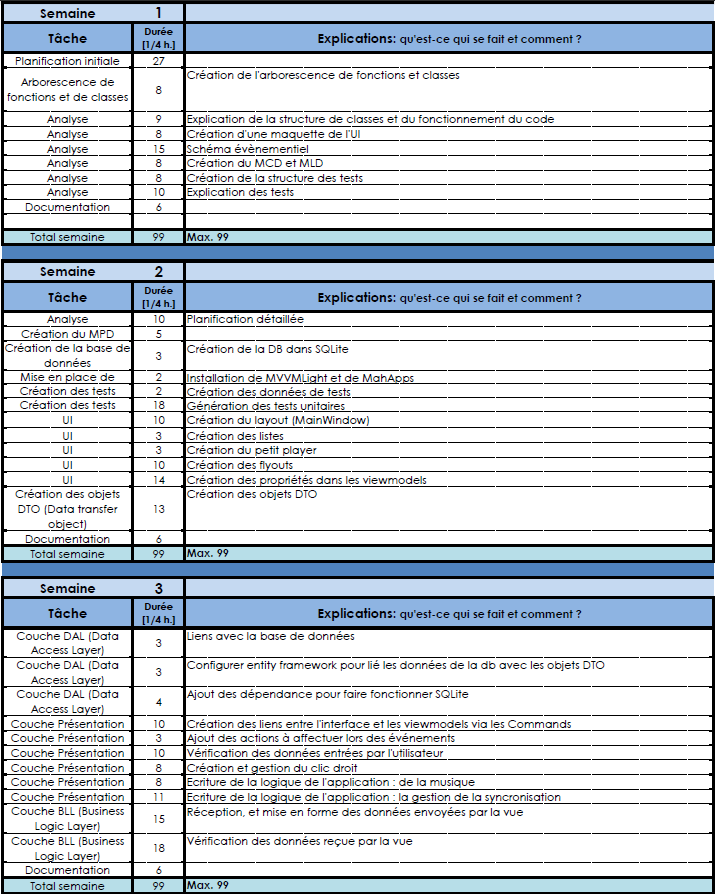 Semaine 1
Tâche Durée [1/4 h.] Explications: qu'est-ce qui se fait et comment ?
Planification initiale 27
Arborescence de fonctions et de classes 8 Création de l'arborescence de fonctions et classes
Analyse 9 Explication de la structure de classes et du fonctionnement du code
Analyse 8 Création d'une maquette de l'UI
Analyse 15 Schéma évènementiel
Analyse 8 Création du MCD et MLD
Analyse 8 Création de la structure des tests
Analyse 10 Explication des tests
Documentation 6
Total semaine 99 Max. 99
Semaine 2
Tâche Durée [1/4 h.] Explications: qu'est-ce qui se fait et comment ?
Analyse 10 Planification détaillée
Création du MPD 5
Création de la base de données 3 Création de la DB dans SQLite
Mise en place de 2 Installation de MVVMLight et de MahApps
Création des tests 2 Création des données de tests
Création des tests 18 Génération des tests unitaires
UI 10 Création du layout (MainWindow)
UI 3 Création des listes
UI 3 Création du petit player
UI 10 Création des flyouts
UI 14 Création des propriétés dans les viewmodels
Création des objets DTO (Data transfer object) 13 Création des objets DTO
Documentation 6
Total semaine 99 Max. 99
Semaine 3
Tâche Durée [1/4 h.] Explications: qu'est-ce qui se fait et comment ?
Couche DAL (Data Access Layer) 3 Liens avec la base de données
Couche DAL (Data Access Layer) 3 Configurer entity framework pour lié les données de la db avec les objets DTO
Couche DAL (Data Access Layer) 4 Ajout des dépendance pour faire fonctionner SQLite
Couche Présentation 10 Création des liens entre l'interface et les viewmodels via les Commands
Couche Présentation 3 Ajout des actions à affectuer lors des événements
Couche Présentation 10 Vérification des données entrées par l'utilisateur
Couche Présentation 8 Création et gestion du clic droit
Couche Présentation 8 Ecriture de la logique de l'application : de la musique
Couche Présentation 11 Ecriture de la logique de l'application : la gestion de la syncronisation
Couche BLL (Business Logic Layer) 15 Réception, et mise en forme des données envoyées par la vue
Couche BLL (Business Logic Layer) 18 Vérification des données reçue par la vue
Documentation 6
Total semaine 99 Max. 99